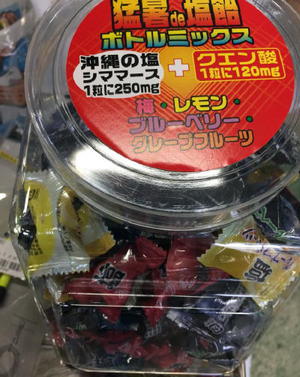 猛暑de塩飴
ボトルミックス
沖縄の塩
シママース
1粒に250mg
+
クエン酸
1粒に120mg
梅・レモン
ブルーベリー・
グレープフルーツ